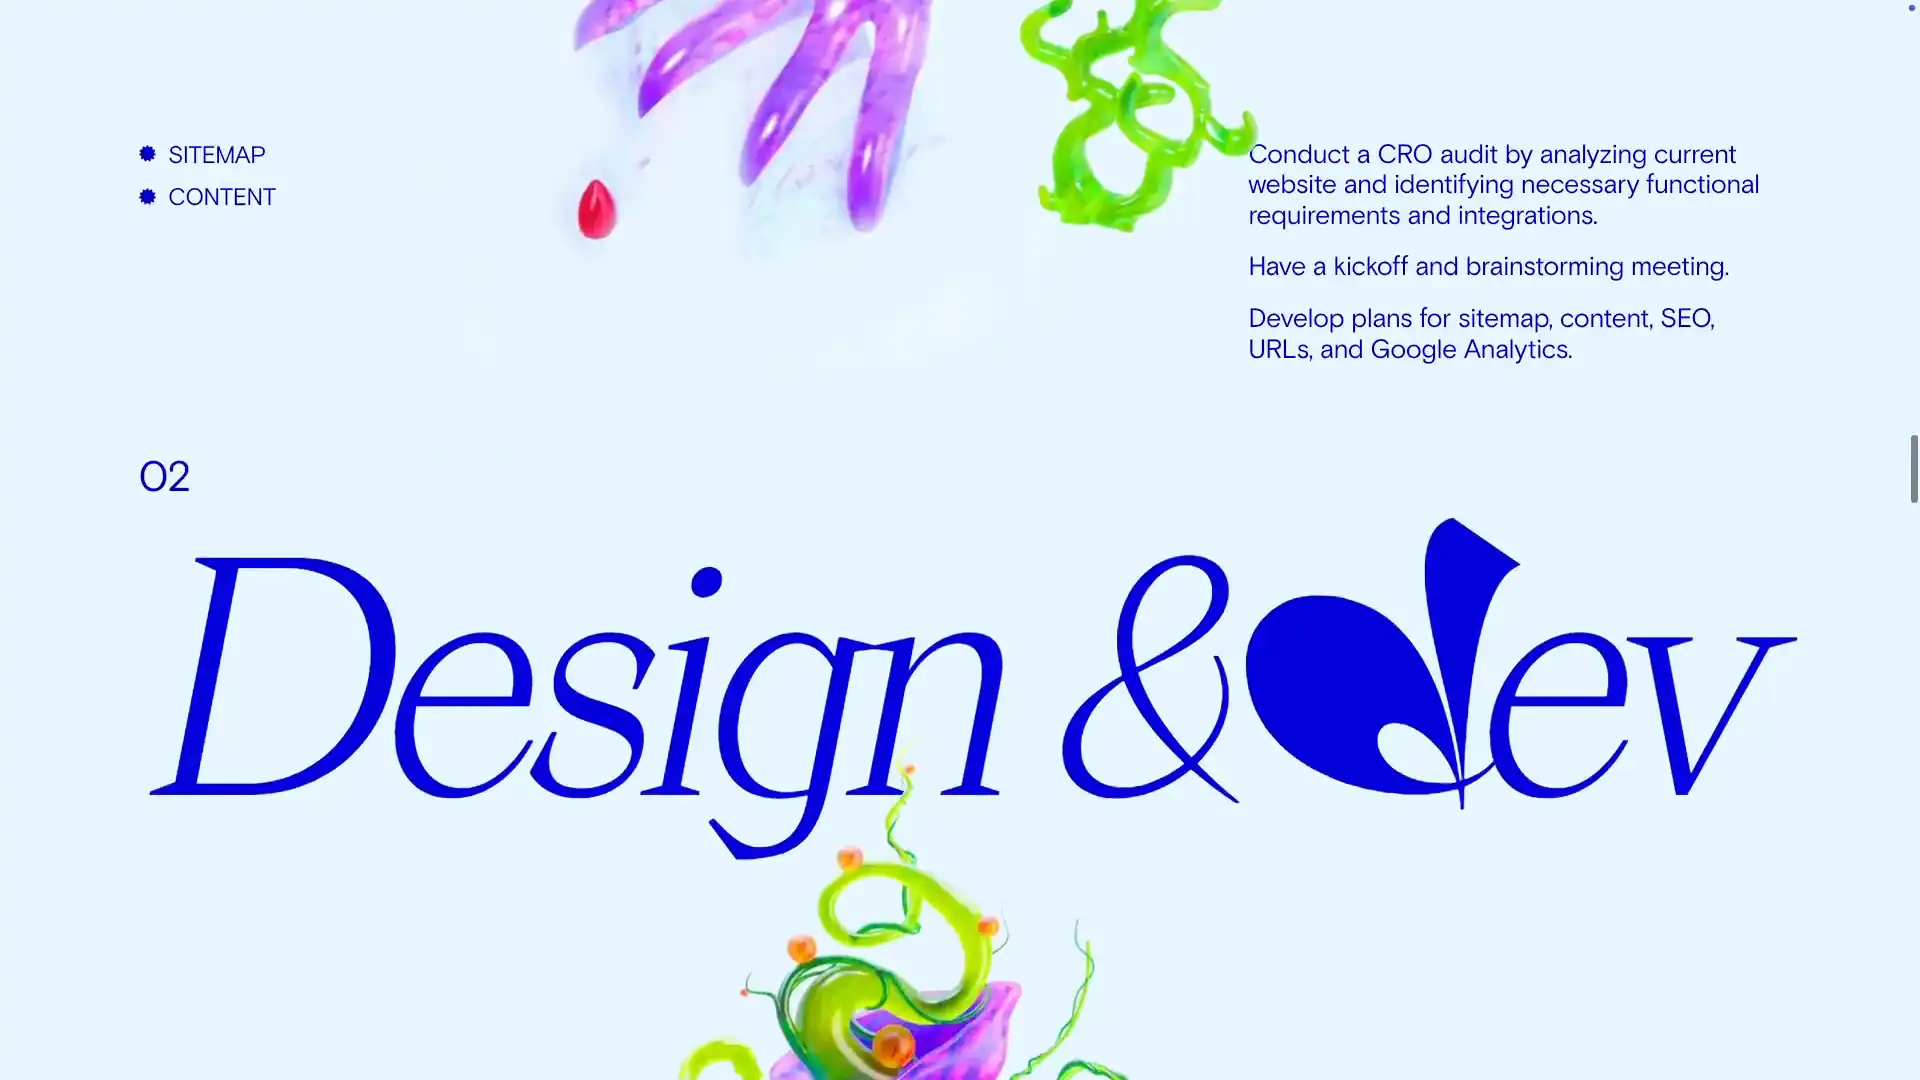 SITEMAP
CONTENT
Conduct a CRO audit by analyzing current
website and identifying necessary functional
requirements and integrations.
Have a kickoff and brainstorming meeting.
Develop plans for sitemap, content, SEO,
URLs, and Google Analytics.
02
Design & dev